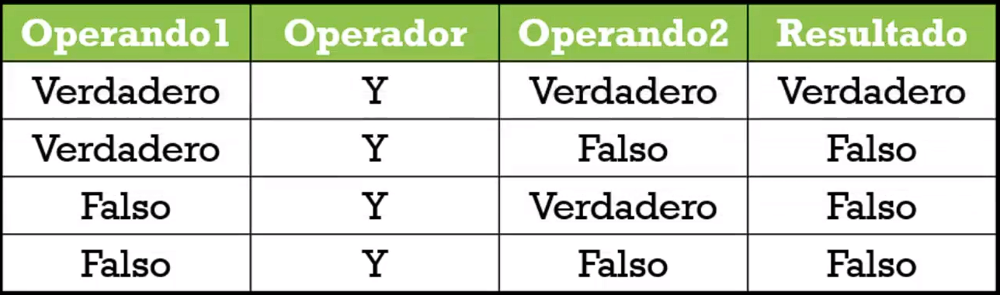 Operando1 Operador Operando2 Resultado
Verdadero Y Verdadero Verdadero
Verdadero Y Falso Falso
Falso Y Verdadero Falso
Falso Y Falso Falso